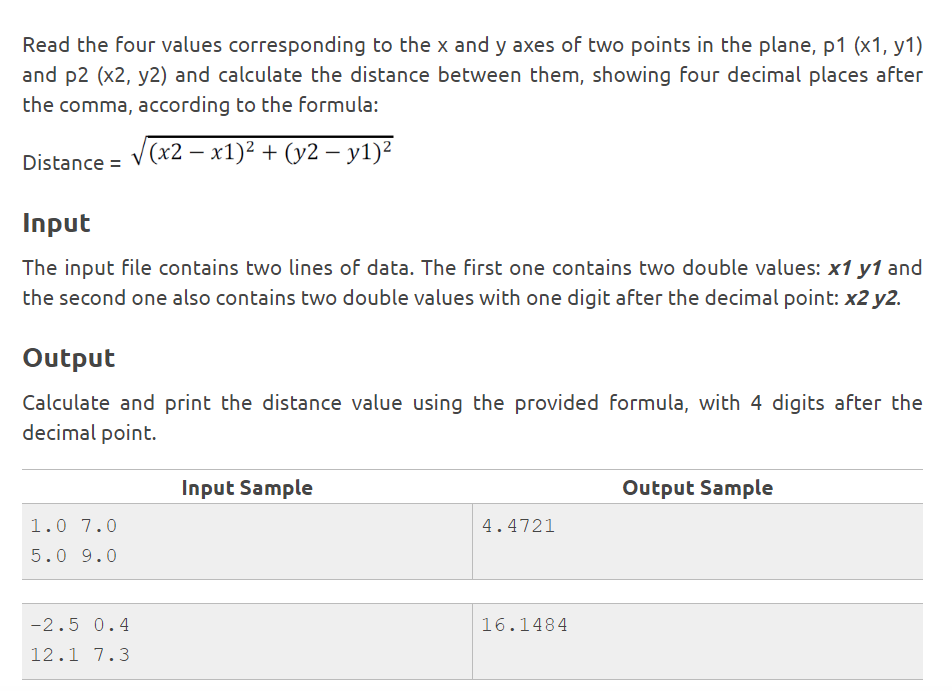 Read the four values corresponding to the x and y axes of two points in the plane, p1 (x1, y1)
and p2 (x2, y2) and calculate the distance between them, showing four decimal places after
the comma, according to the formula:
Distance = √(x2 − x1)² + (y2 − y1)²
Input
The input file contains two lines of data. The first one contains two double values: x1 y1 and
the second one also contains two double values with one digit after the decimal point: x2 y2.
Output
Calculate and print the distance value using the provided formula, with 4 digits after the
decimal point.
Input Sample Output Sample
1.0 7.0 4.4721
5.0 9.0
-2.5 0.4 16.1484
12.1 7.3